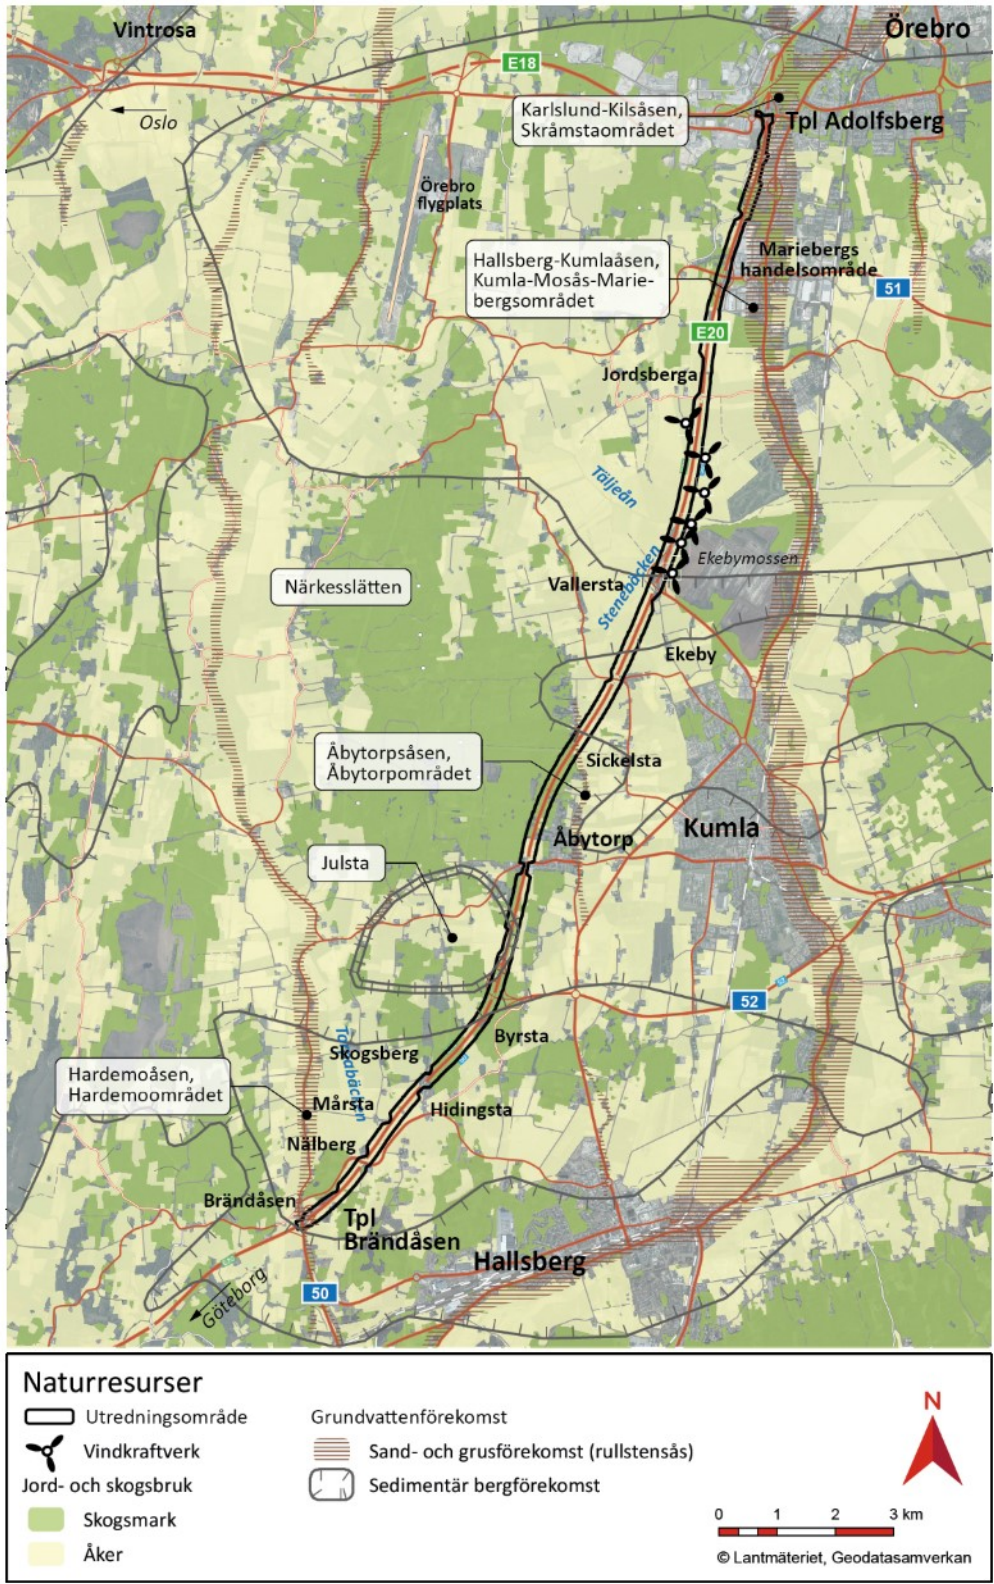 Vintrosa
Örebro
E18
Oslo
Karlslund-Kilsåsen,
Skråmstaområdet
Tpl Adolfsberg
Örebro
flygplats
Hallsberg-Kumlaåsen,
Kumla-Mosås-Marie-
bergsområdet
Mariebergs
handelsområde
51
E20
Jordsberga
Täljeån
Ekebymossen
Närkesslätten
Vallersta
Stenebäcken
Ekeby
Åbytorpsåsen,
Åbytorpområdet
Sickelsta
Åbytorp
Kumla
Julsta
52
Byrsta
Skogsberg
Hardemoåsen,
Hardemoområdet
Mårsta
Hidingsta
Nälberg
Brändåsen
Tpl
Brändåsen
Hallsberg
50
Göteborg
Naturresurser
Utredningsområde
Vindkraftverk
Jord- och skogsbruk
Skogsmark
Åker
Grundvattenförekomst
Sand- och grusförekomst (rullstensås)
Sedimentär bergförekomst
N
0 1 2 3 km
© Lantmäteriet, Geodatasamverkan